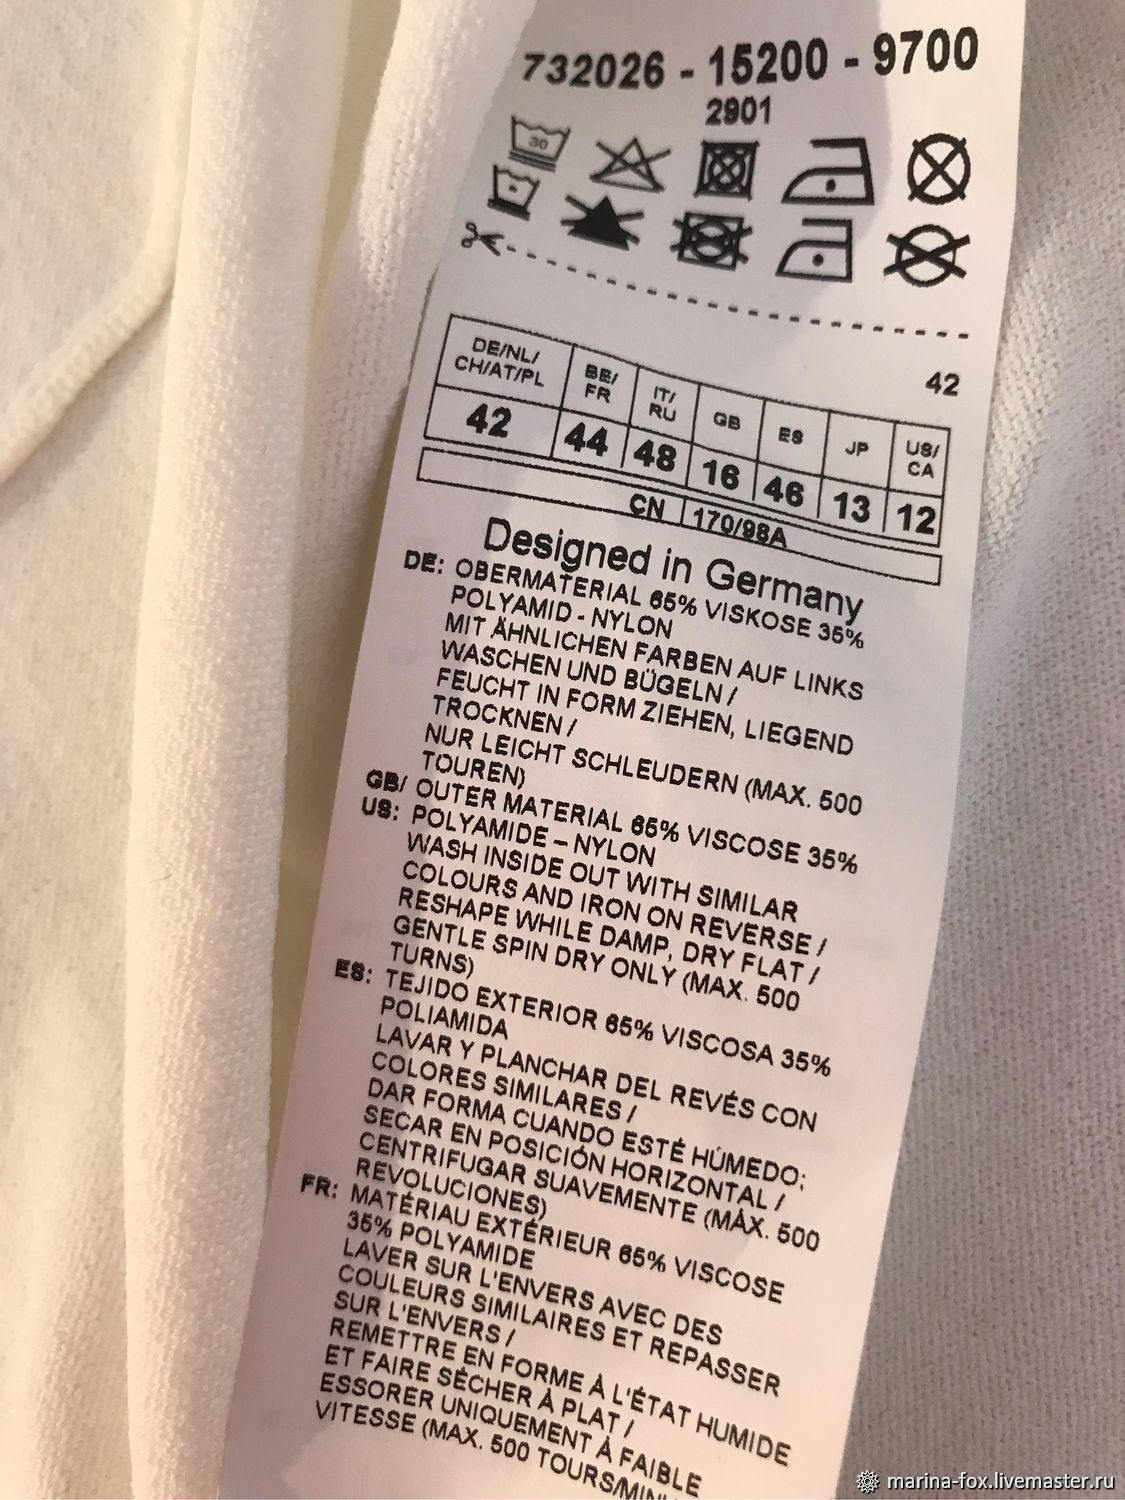 732026 - 15200 - 9700
2901
30
42
DE/NL/
CH/AT/PL
BE/
FR
IT/
RU
GB
ES
JP
US/
CA
42
44
48
16
46
13
12
CN 170/98A
Designed in Germany
DE: OBERMATERIAL 65% VISKOSE 35%
POLYAMID - NYLON
MIT ÄHNLICHEN FARBEN AUF LINKS
WASCHEN UND BÜGELN /
FEUCHT IN FORM ZIEHEN, LIEGEND
TROCKNEN /
NUR LEICHT SCHLEUDERN (MAX. 500
TOUREN)
GB/ OUTER MATERIAL 65% VISCOSE 35%
US: POLYAMIDE – NYLON
WASH INSIDE OUT WITH SIMILAR
COLOURS AND IRON ON REVERSE /
RESHAPE WHILE DAMP, DRY FLAT /
GENTLE SPIN DRY ONLY (MAX. 500
TURNS)
ES: TEJIDO EXTERIOR 65% VISCOSA 35%
POLIAMIDA
LAVAR Y PLANCHAR DEL REVÉS CON
COLORES SIMILARES /
DAR FORMA CUANDO ESTÉ HÚMEDO;
SECAR EN POSICIÓN HORIZONTAL /
CENTRIFUGAR SUAVEMENTE (MÁX. 500
REVOLUCIONES)
FR: MATÉRIAU EXTÉRIEUR 65% VISCOSE
35% POLYAMIDE
LAVER SUR L'ENVERS AVEC DES
COULEURS SIMILAIRES ET REPASSER
SUR L'ENVERS /
REMETTRE EN FORME À L'ÉTAT HUMIDE
ET FAIRE SÉCHER À PLAT /
ESSORER UNIQUEMENT À FAIBLE
VITESSE (MAX. 500
marina-fox.livemaster.ru